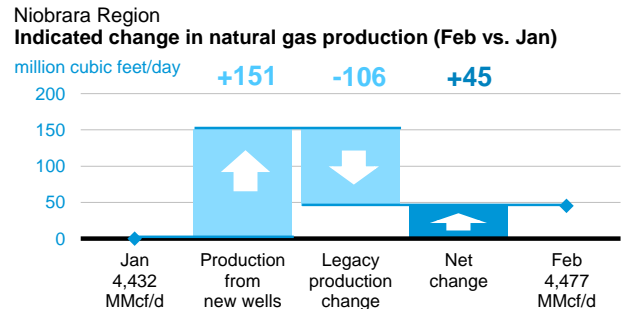 Niobrara Region
Indicated change in natural gas production (Feb vs. Jan)
million cubic feet/day
+151 -106 +45
200
150
100
50
0
Jan Production Legacy Net Feb
4,432 from production change 4,477
MMcf/d new wells change MMcf/d